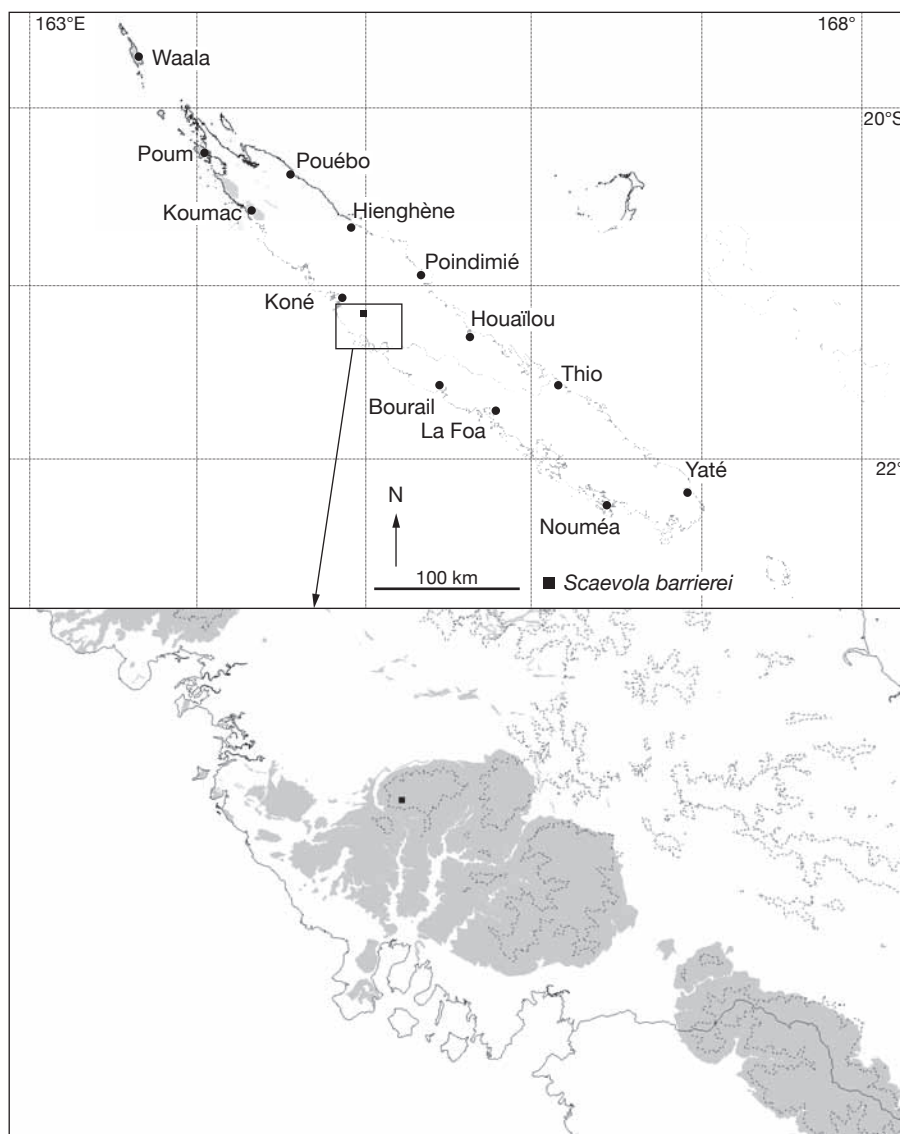 163°E
168°
Waala
20°S
Poum
Pouébo
Koumac
Hienghène
Poindimié
Koné
Houaïlou
Thio
Bourail
La Foa
22°
Yaté
N
Nouméa
100 km
Scaevola barrierei